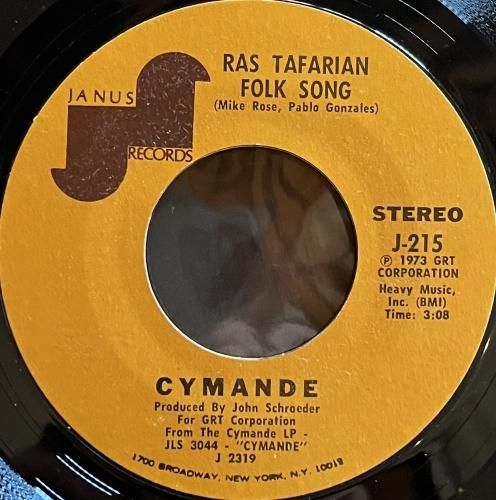 RAS TAFARIAN
FOLK SONG
(Mike Rose, Pablo Gonzales)
JANUS
RECORDS
STEREO
J-215
℗ 1973 GRT
CORPORATION
Heavy Music,
Inc. (BMI)
Time: 3:08
CYMANDE
Produced By John Schroeder
For GRT Corporation
From The Cymande LP -
JLS 3044 - "CYMANDE"
J 2319
1700 BROADWAY, NEW YORK, N.Y. 10019